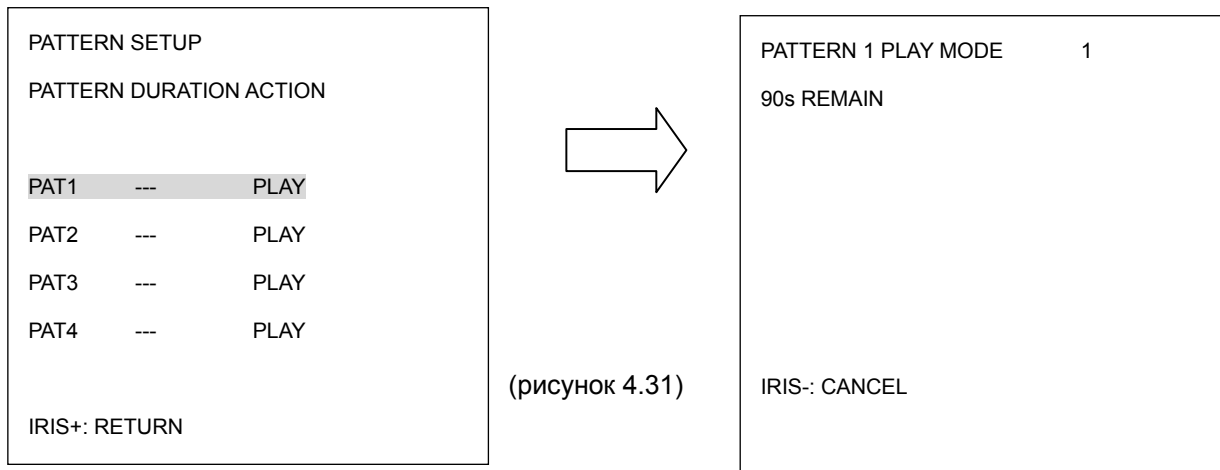 PATTERN SETUP
PATTERN DURATION ACTION
PAT1 --- PLAY
PAT2 --- PLAY
PAT3 --- PLAY
PAT4 --- PLAY
IRIS+: RETURN
(рисунок 4.31)
PATTERN 1 PLAY MODE 1
90s REMAIN
IRIS-: CANCEL